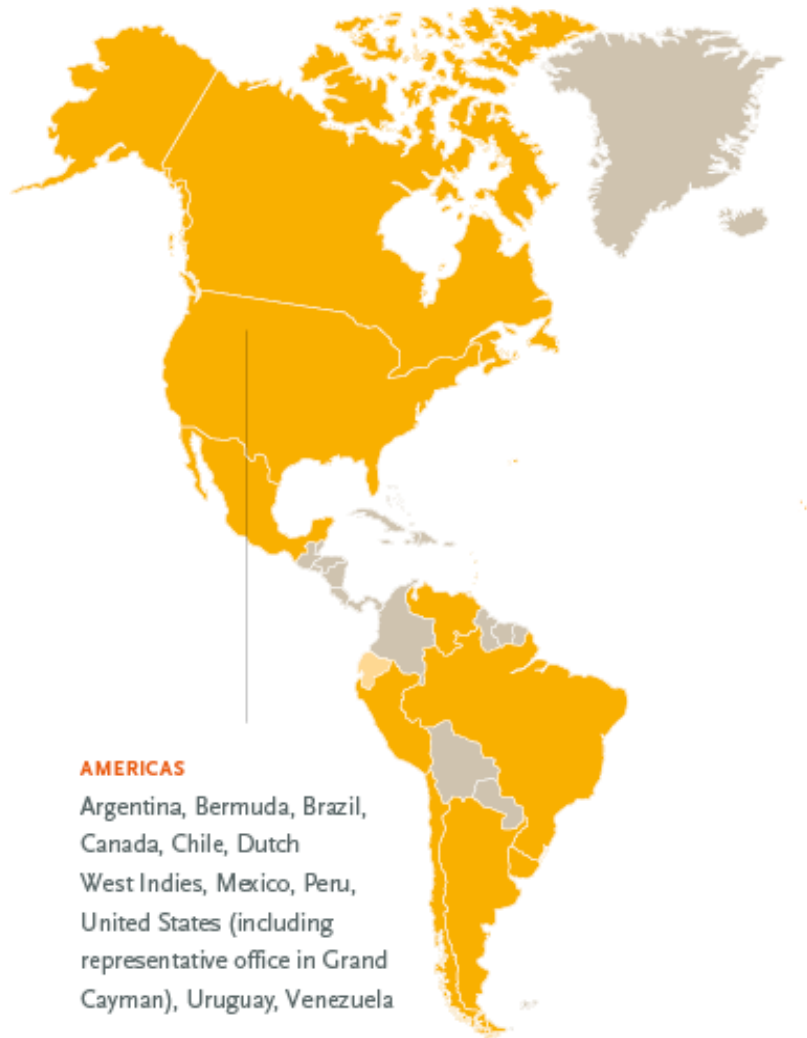 AMERICAS
Argentina, Bermuda, Brazil,
Canada, Chile, Dutch
West Indies, Mexico, Peru,
United States (including
representative office in Grand
Cayman), Uruguay, Venezuela